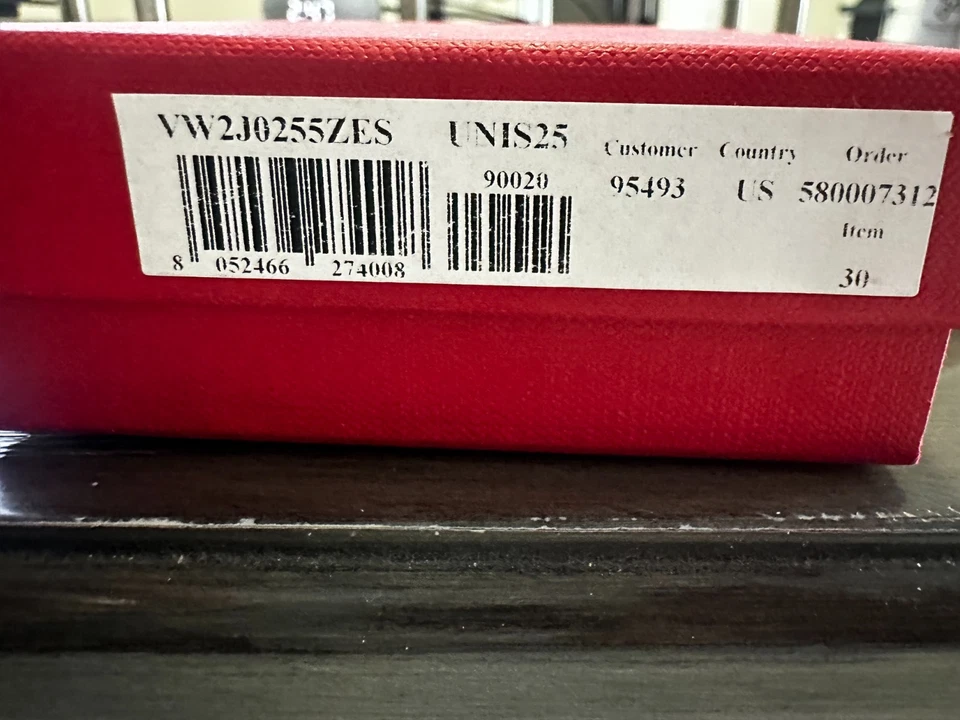 VW2J0255ZES UNIS25 Customer Country Order
90020 95493 US 580007312
Item
8 052466 274008 30